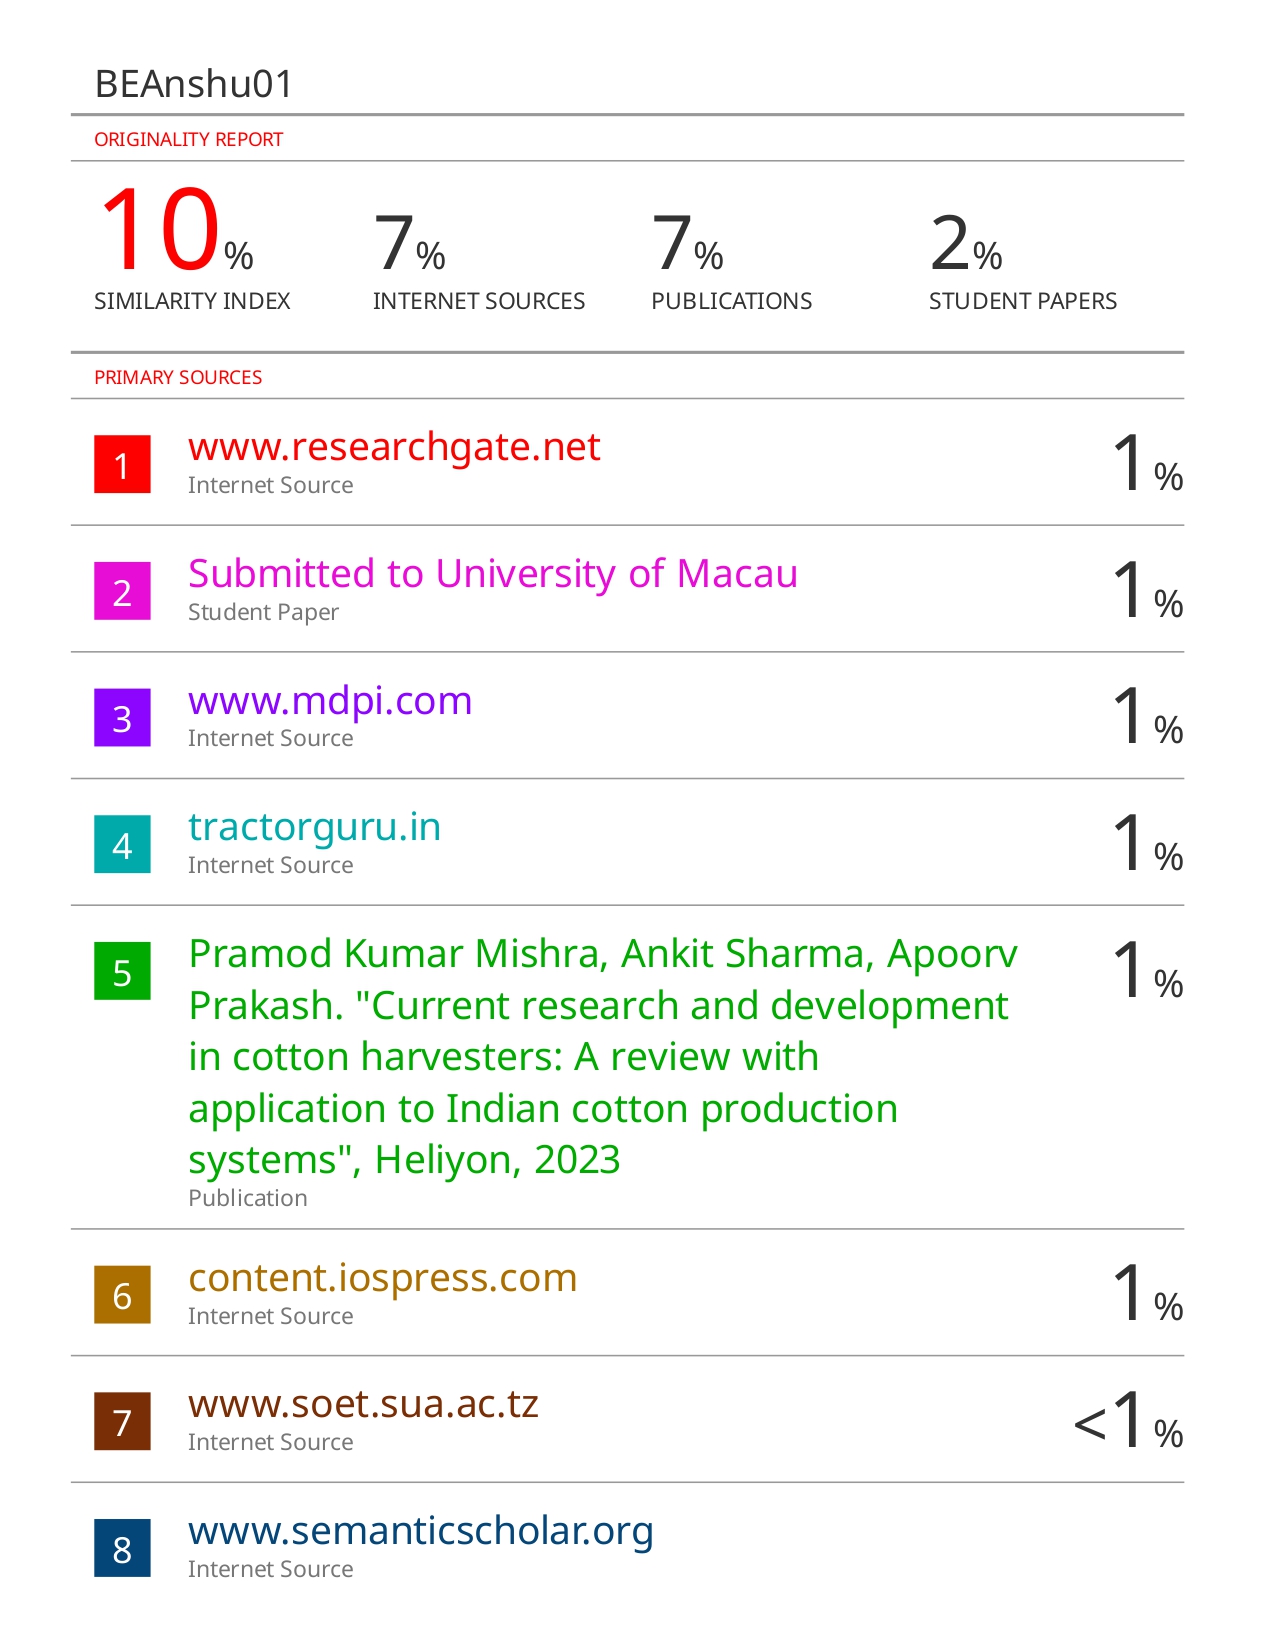 BEAnshu01
ORIGINALITY REPORT
10% 7% 7% 2%
SIMILARITY INDEX INTERNET SOURCES PUBLICATIONS STUDENT PAPERS
PRIMARY SOURCES
1 www.researchgate.net 1%
Internet Source
2 Submitted to University of Macau 1%
Student Paper
3 www.mdpi.com 1%
Internet Source
4 tractorguru.in 1%
Internet Source
5 Pramod Kumar Mishra, Ankit Sharma, Apoorv 1%
Prakash. "Current research and development
in cotton harvesters: A review with
application to Indian cotton production
systems", Heliyon, 2023
Publication
6 content.iospress.com 1%
Internet Source
7 www.soet.sua.ac.tz <1%
Internet Source
8 www.semanticscholar.org
Internet Source